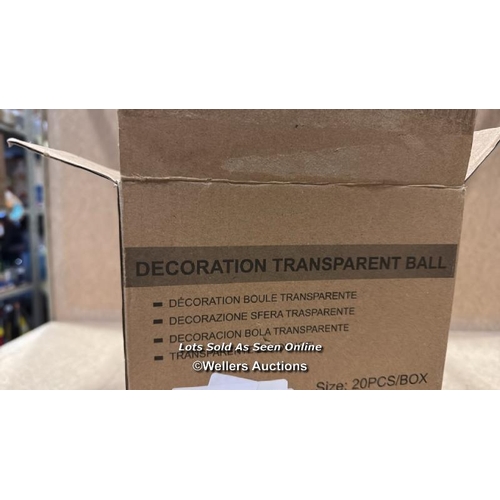 DECORATION TRANSPARENT BALL
DÉCORATION BOULE TRANSPARENTE
DECORAZIONE SFERA TRASPARENTE
DECORACION BOLA TRANSPARENTE
TRANSPARENTE
Lots Sold As Seen Online
©Wellers Auctions
Size: 20PCS/BOX